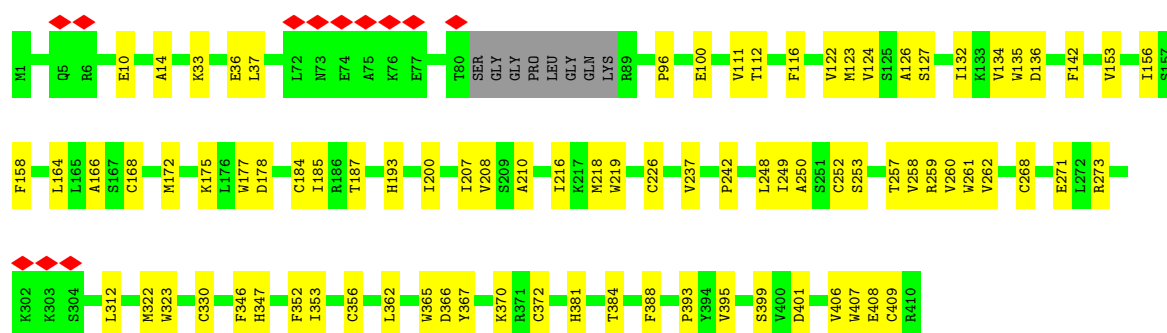 M1 Q5 R6 E10 A14 K33 E36 L37 L72 N73 E74 A75 K76 E77 T80 SER GLY GLY PRO LEU GLY GLN LYS R89 P96 E100 V111 T112 F116 V122 M123 V124 S125 A126 S127 I132 K133 V134 W135 D136 F142 V153 I156 S157
F158 L164 L165 A166 S167 C168 M172 K175 L176 W177 D178 C184 I185 R186 T187 H193 I200 I207 V208 S209 A210 I216 K217 M218 W219 C226 V237 P242 L248 I249 A250 S251 C252 S253 T257 V258 R259 V260 W261 V262 C268 E271 L272 R273
K302 K303 S304 L312 M322 W323 C330 F346 H347 F352 I353 C356 L362 W365 D366 Y367 K370 R371 C372 H381 T384 F388 P393 Y394 V395 S399 V400 D401 V406 W407 E408 C409 R410